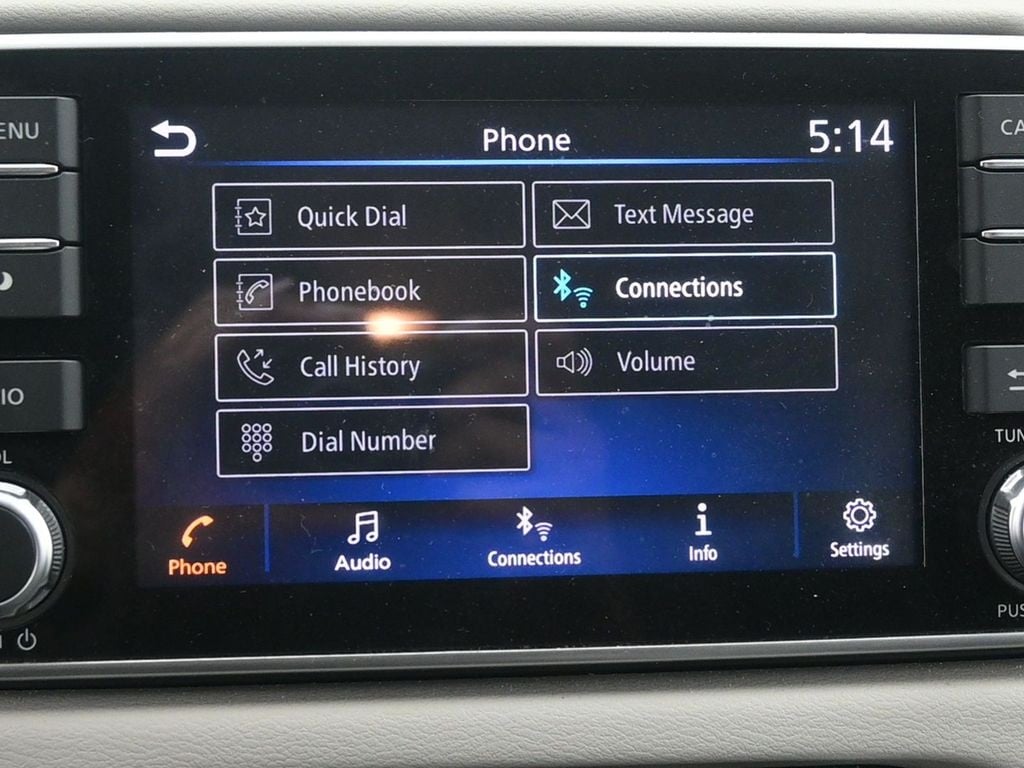 Phone
5:14
Quick Dial
Text Message
Phonebook
Connections
Call History
Volume
Dial Number
Phone
Audio
Connections
Info
Settings